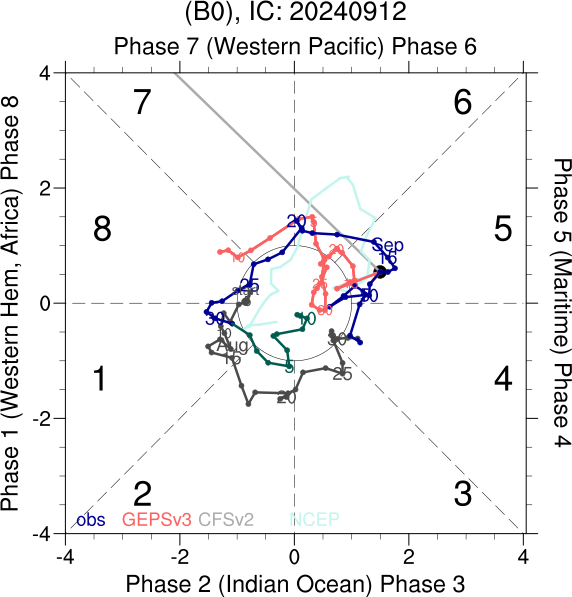 (B0), IC: 20240912
Phase 7 (Western Pacific) Phase 6
4
7
6
Phase 1 (Western Hem, Africa) Phase 8
2
8
20
Sep
5
15
Phase 5 (Maritime) Phase 4
25
0
30
10
Aug
15
5
25
20
1
4
-2
2
3
obs GEPSv3 CFSv2 NCEP
-4
-4 -2 0 2 4
Phase 2 (Indian Ocean) Phase 3